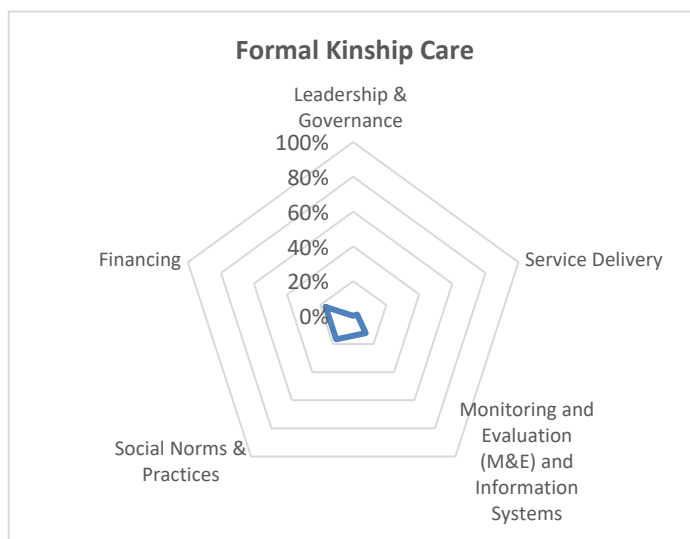 Formal Kinship Care
Leadership &
Governance
100%
80%
60%
40%
20%
0%
Financing
Service Delivery
Monitoring and
Evaluation
(M&E) and
Information
Systems
Social Norms &
Practices